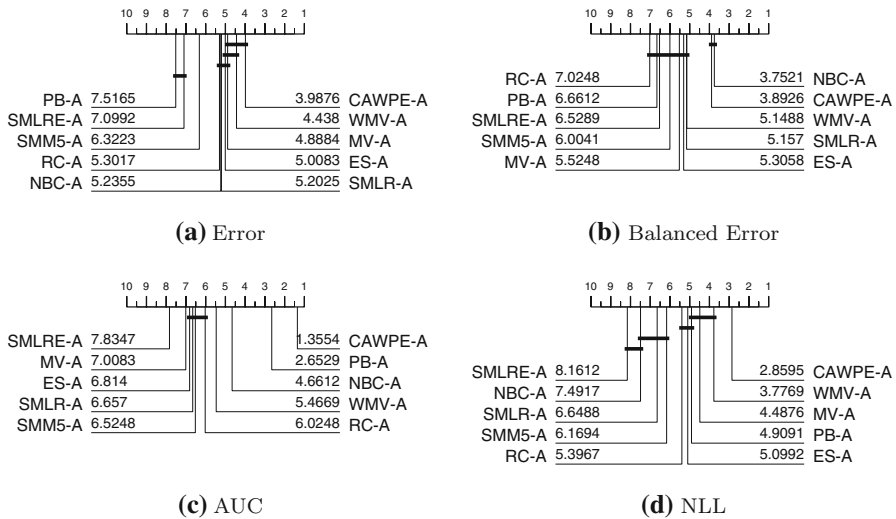 10 9 8 7 6 5 4 3 2 1
PB-A 7.5165 3.9876 CAWPE-A
SMLRE-A 7.0992 4.438 WMV-A
SMM5-A 6.3223 4.8884 MV-A
RC-A 5.3017 5.0083 ES-A
NBC-A 5.2355 5.2025 SMLR-A
(a) Error
10 9 8 7 6 5 4 3 2 1
RC-A 7.0248 3.7521 NBC-A
PB-A 6.6612 3.8926 CAWPE-A
SMLRE-A 6.5289 5.1488 WMV-A
SMM5-A 6.0041 5.157 SMLR-A
MV-A 5.5248 5.3058 ES-A
(b) Balanced Error
10 9 8 7 6 5 4 3 2 1
SMLRE-A 7.8347 1.3554 CAWPE-A
MV-A 7.0083 2.6529 PB-A
ES-A 6.814 4.6612 NBC-A
SMLR-A 6.657 5.4669 WMV-A
SMM5-A 6.5248 6.0248 RC-A
(c) AUC
10 9 8 7 6 5 4 3 2 1
SMLRE-A 8.1612 2.8595 CAWPE-A
NBC-A 7.4917 3.7769 WMV-A
SMLR-A 6.6488 4.4876 MV-A
SMM5-A 6.1694 4.9091 PB-A
RC-A 5.3967 5.0992 ES-A
(d) NLL